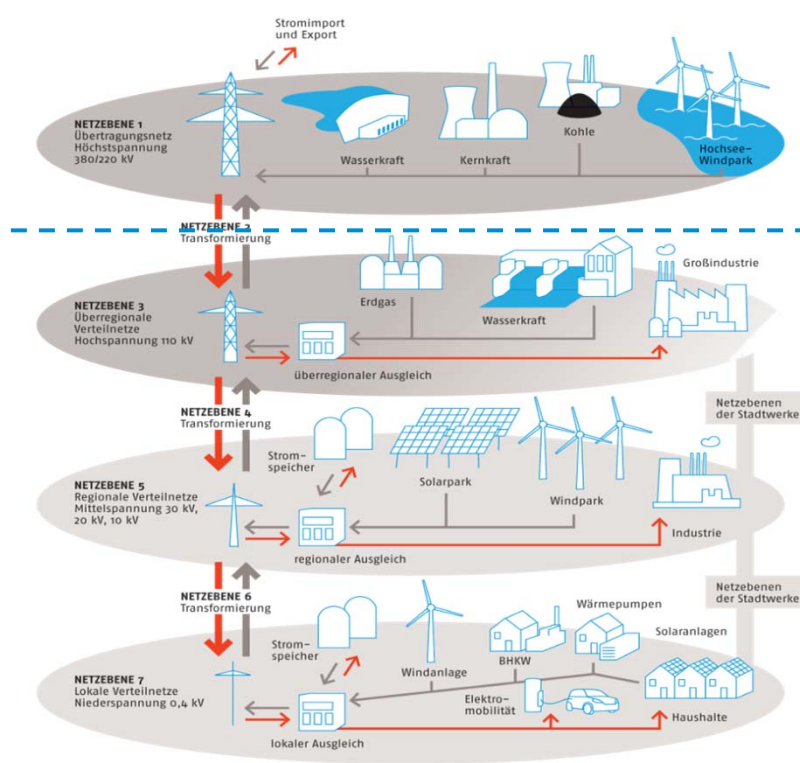 Stromimport
und Export
NETZEBENE 1
Übertragungsnetz
Höchstspannung
380/220 kV
Wasserkraft
Kernkraft
Kohle
Hochsee-
Windpark
NETZEBENE 2
Transformierung
NETZEBENE 3
Überregionale
Verteilnetze
Hochspannung 110 kV
Erdgas
Wasserkraft
Großindustrie
überregionaler Ausgleich
NETZEBENE 4
Transformierung
Netzebenen
der Stadtwerke
NETZEBENE 5
Regionale Verteilnetze
Mittelspannung 30 kV,
20 kV, 10 kV
Strom-
speicher
Solarpark
Windpark
Industrie
regionaler Ausgleich
NETZEBENE 6
Transformierung
Netzebenen
der Stadtwerke
NETZEBENE 7
Lokale Verteilnetze
Niederspannung 0,4 kV
Strom-
speicher
Windanlage
BHKW
Wärmepumpen
Solaranlagen
Elektro-
mobilität
Haushalte
lokaler Ausgleich